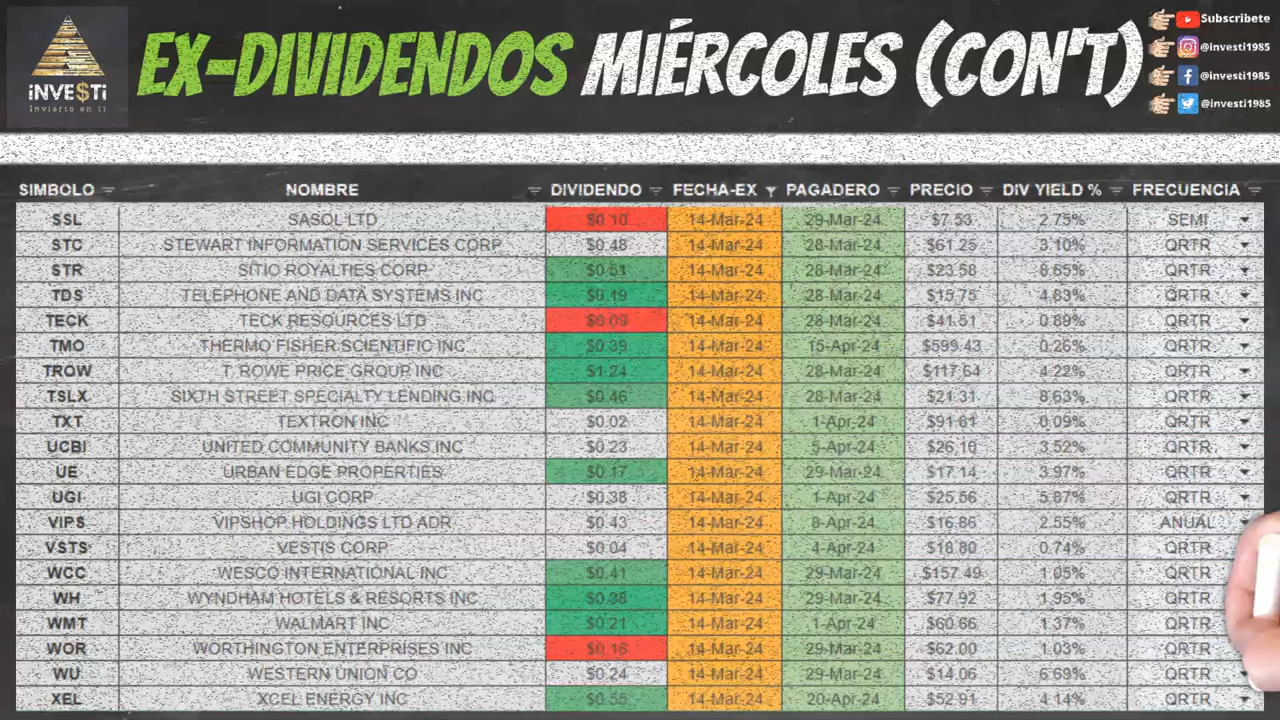 iNVE$Ti
Invierto en ti
EX-DIVIDENDOS MIÉRCOLES (CON'T)
Subscribete
@investi1985
@investi1985
@investi1985
SIMBOLO NOMBRE DIVIDENDO FECHA-EX PAGADERO PRECIO DIV YIELD % FRECUENCIA
SSL SASOL LTD $0.10 14-Mar-24 29-Mar-24 $7.53 2.75% SEMI
STC STEWART INFORMATION SERVICES CORP $0.48 14-Mar-24 28-Mar-24 $61.25 3.10% QRTR
STR SITIO ROYALTIES CORP $0.51 14-Mar-24 28-Mar-24 $23.58 8.65% QRTR
TDS TELEPHONE AND DATA SYSTEMS INC $0.19 14-Mar-24 28-Mar-24 $15.75 4.83% QRTR
TECK TECK RESOURCES LTD $0.09 14-Mar-24 28-Mar-24 $41.51 0.89% QRTR
TMO THERMO FISHER SCIENTIFIC INC $0.39 14-Mar-24 15-Apr-24 $599.43 0.26% QRTR
TROW T. ROWE PRICE GROUP INC $1.24 14-Mar-24 28-Mar-24 $117.64 4.22% QRTR
TSLX SIXTH STREET SPECIALTY LENDING INC $0.46 14-Mar-24 28-Mar-24 $21.31 8.63% QRTR
TXT TEXTRON INC $0.02 14-Mar-24 1-Apr-24 $91.61 0.09% QRTR
UCBI UNITED COMMUNITY BANKS INC $0.23 14-Mar-24 5-Apr-24 $26.10 3.52% QRTR
UE URBAN EDGE PROPERTIES $0.17 14-Mar-24 29-Mar-24 $17.14 3.97% QRTR
UGI UGI CORP $0.38 14-Mar-24 1-Apr-24 $25.56 5.87% QRTR
VIPS VIPSHOP HOLDINGS LTD ADR $0.43 14-Mar-24 8-Apr-24 $16.86 2.55% ANUAL
VSTS VESTIS CORP $0.04 14-Mar-24 4-Apr-24 $18.80 0.74% QRTR
WCC WESCO INTERNATIONAL INC $0.41 14-Mar-24 29-Mar-24 $157.49 1.05% QRTR
WH WYNDHAM HOTELS & RESORTS INC $0.38 14-Mar-24 29-Mar-24 $77.92 1.95% QRTR
WMT WALMART INC $0.21 14-Mar-24 1-Apr-24 $60.66 1.37% QRTR
WOR WORTHINGTON ENTERPRISES INC $0.16 14-Mar-24 29-Mar-24 $62.00 1.03% QRTR
WU WESTERN UNION CO $0.24 14-Mar-24 29-Mar-24 $14.06 6.69% QRTR
XEL XCEL ENERGY INC $0.55 14-Mar-24 20-Apr-24 $52.91 4.14% QRTR